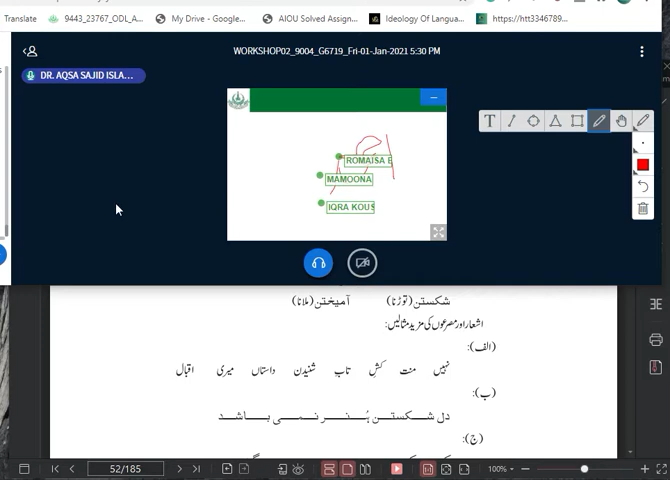 Translate 9443_23767_ODL_A... My Drive - Google... AIOU Solved Assign... Ideology Of Langua... https://htt3346789...
WORKSHOP02_9004_G6719_Fri-01-Jan-2021 5:30 PM
DR. AQSA SAJID ISLA...
T
ROMAISA E
MAMOONA
IQRA KOUS
شکستن (توڑنا) آمیختن (ملانا)
اشعار اور مصرعوں کی مزید مثالیں:
(الف):
نہیں منت کشِ تاب شنیدن داستاں میری اقبال
(ب):
دل شکستن ہُنر نمی باشد
(ج):
52/185
100%